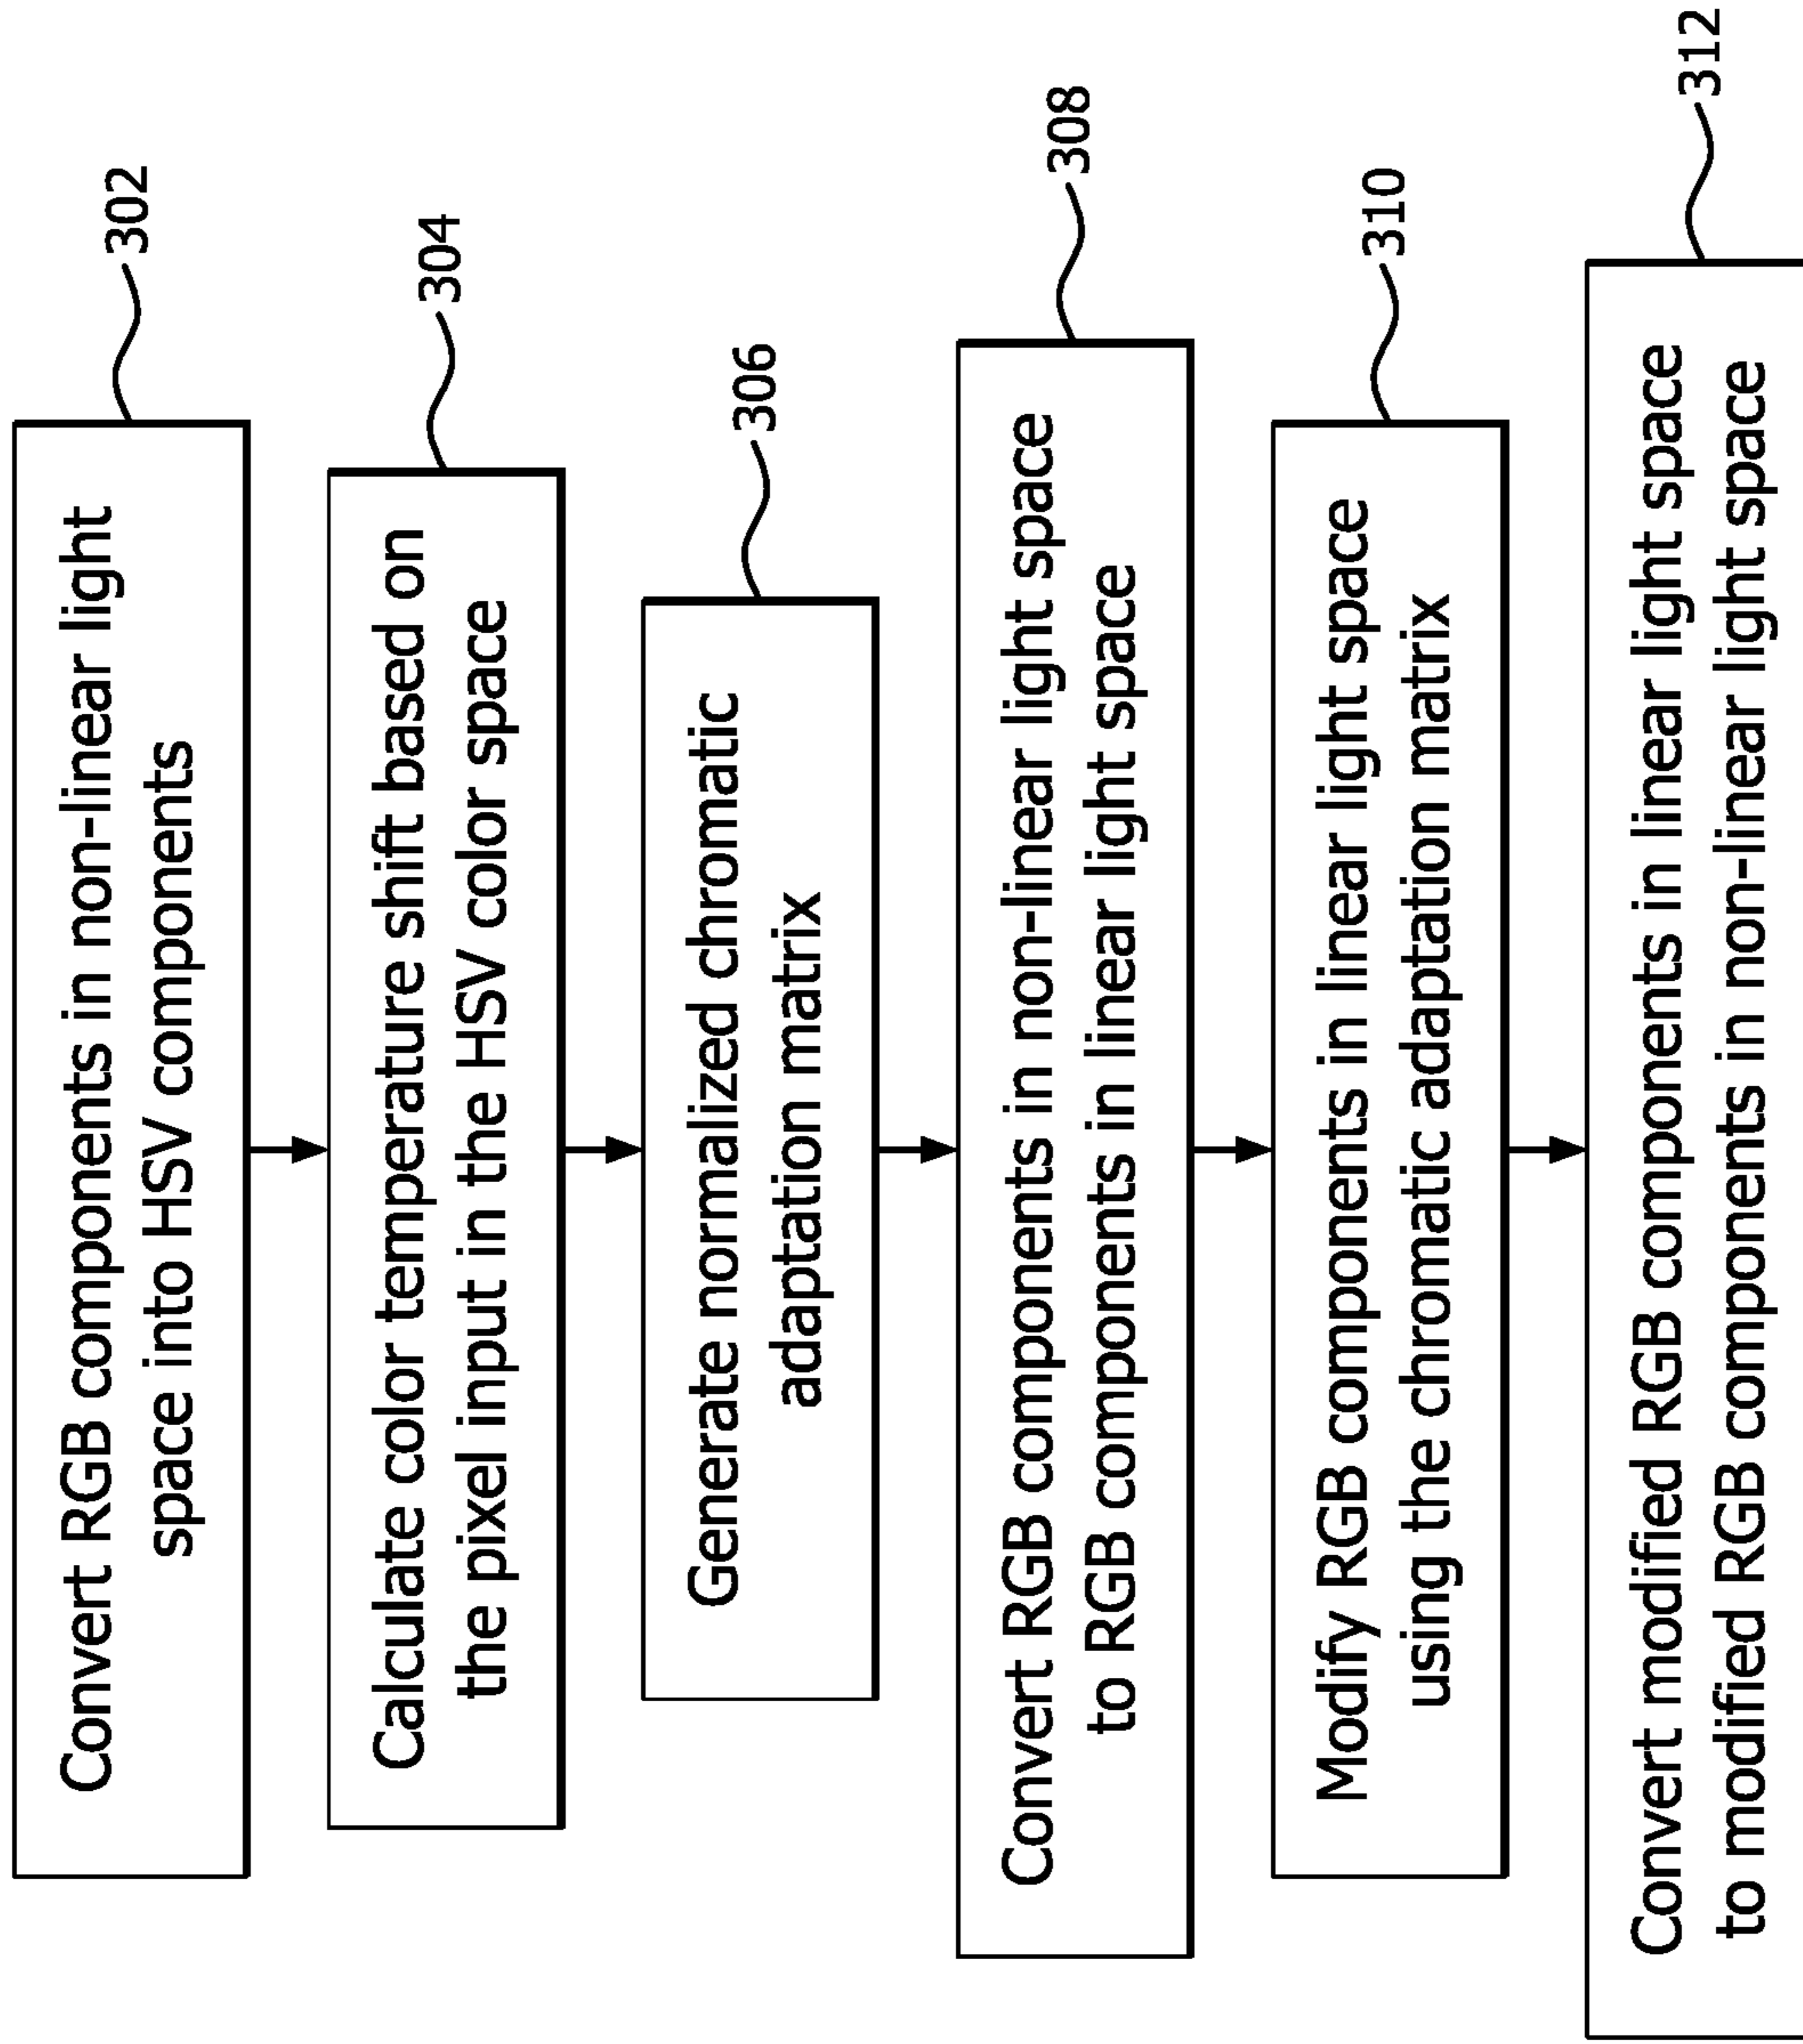 Convert RGB components in non-linear light
space into HSV components
302
Calculate color temperature shift based on
the pixel input in the HSV color space
304
Generate normalized chromatic
adaptation matrix
306
Convert RGB components in non-linear light space
to RGB components in linear light space
308
Modify RGB components in linear light space
using the chromatic adaptation matrix
310
Convert modified RGB components in linear light space
to modified RGB components in non-linear light space
312